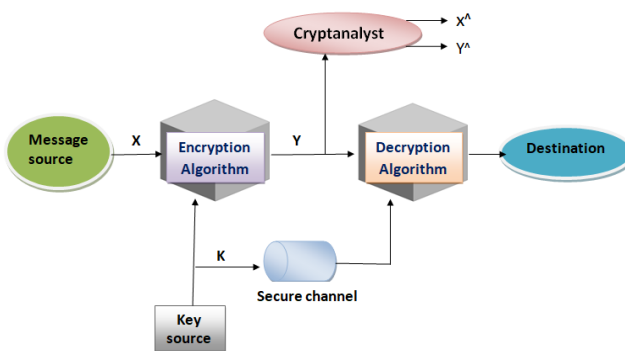 X^
Cryptanalyst
Y^
Message
source
X
Encryption
Algorithm
Y
Decryption
Algorithm
Destination
K
Secure channel
Key
source